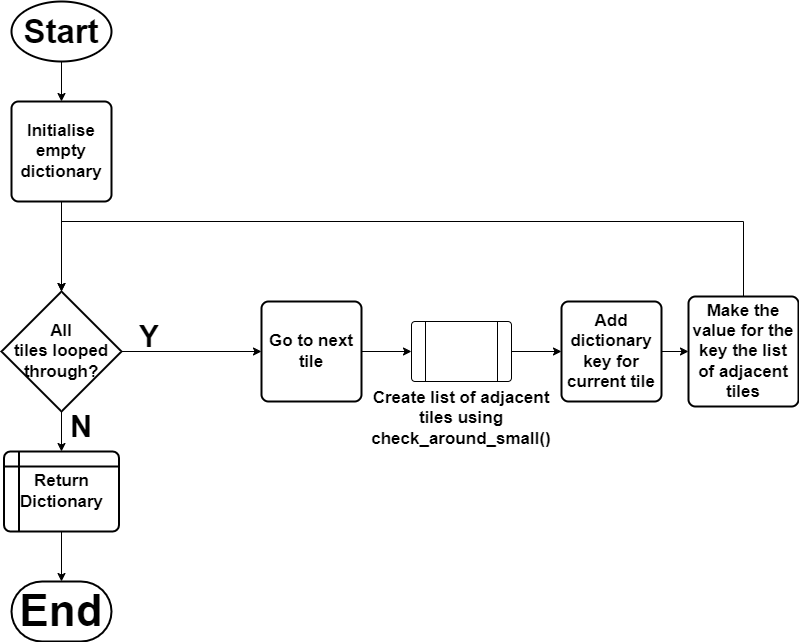 Start
Initialise
empty
dictionary
All
tiles looped
through?
Y
N
Go to next
tile
Create list of adjacent
tiles using
check_around_small()
Add
dictionary
key for
current tile
Make the
value for the
key the list
of adjacent
tiles
Return
Dictionary
End